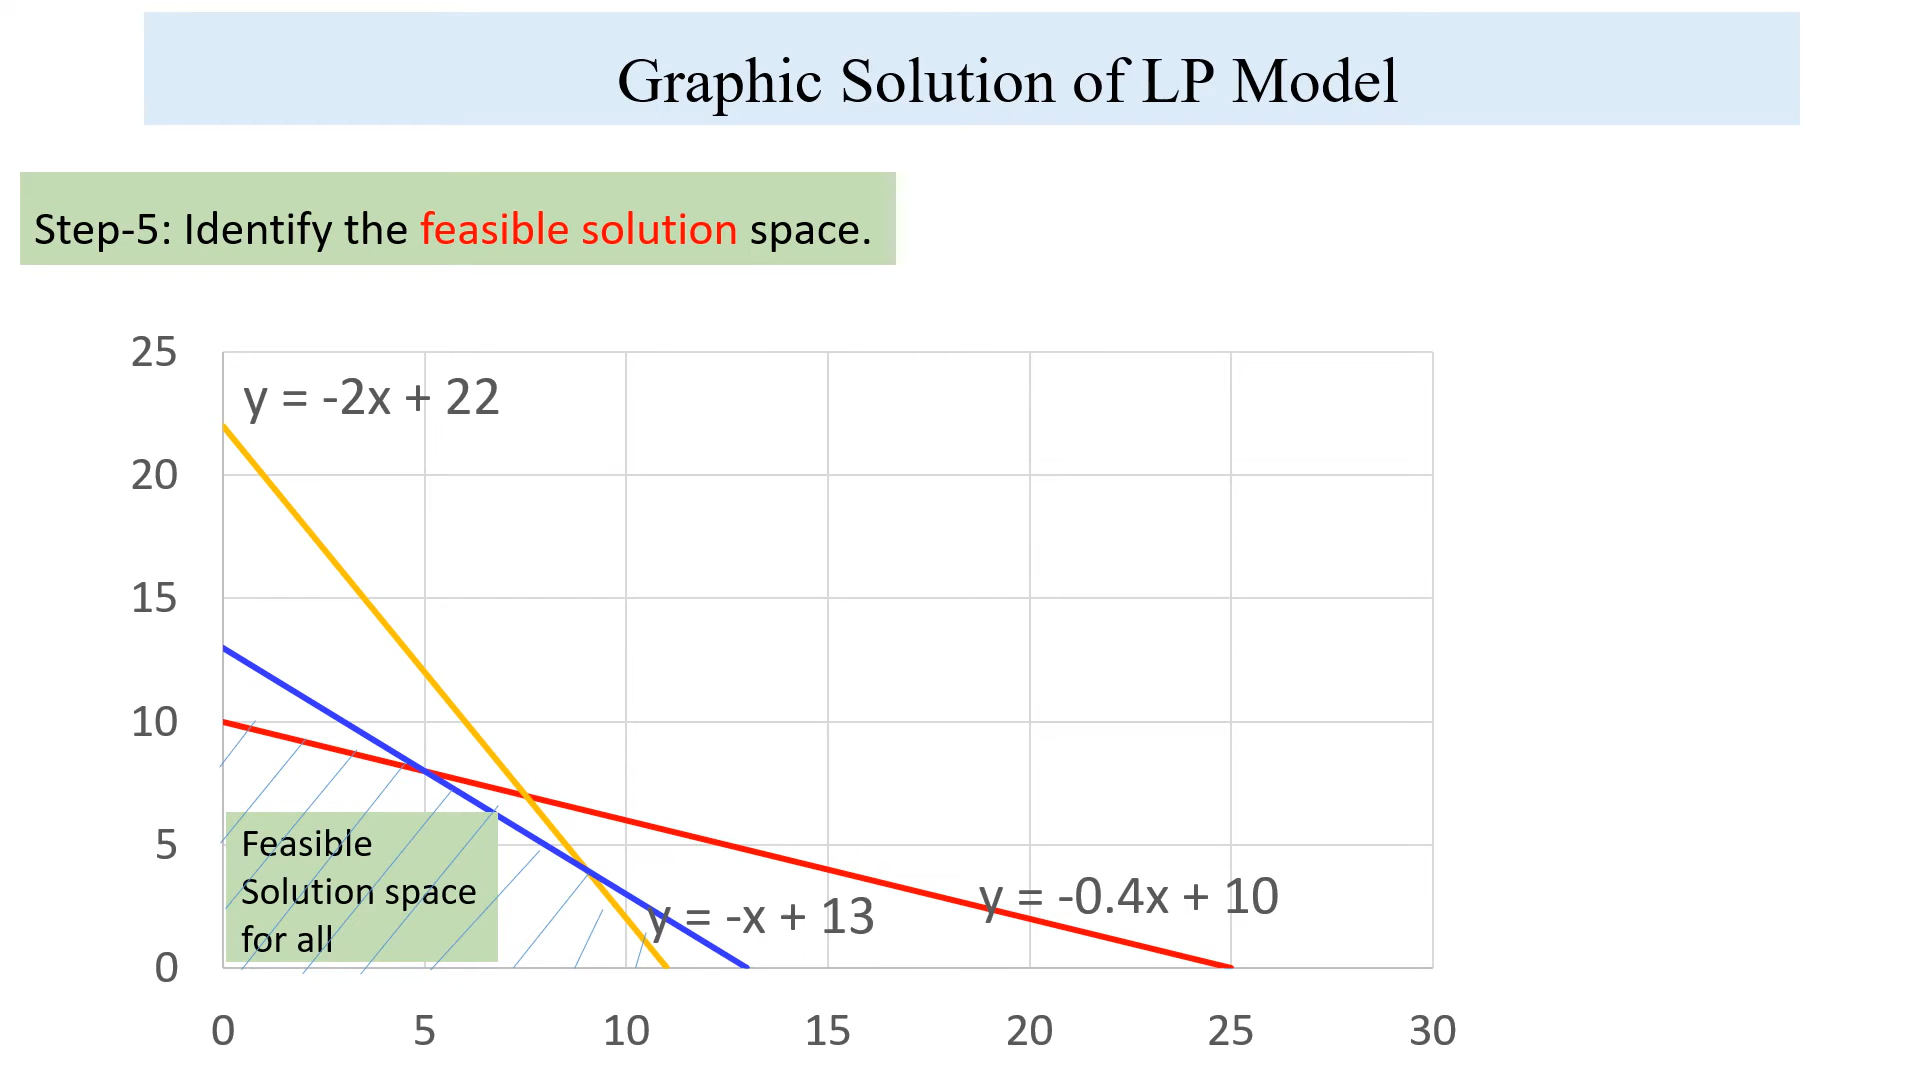 Graphic Solution of LP Model
Step-5: Identify the feasible solution space.
25
y = -2x + 22
20
15
10
5
Feasible
Solution space
for all
y = -x + 13
y = -0.4x + 10
0
0 5 10 15 20 25 30